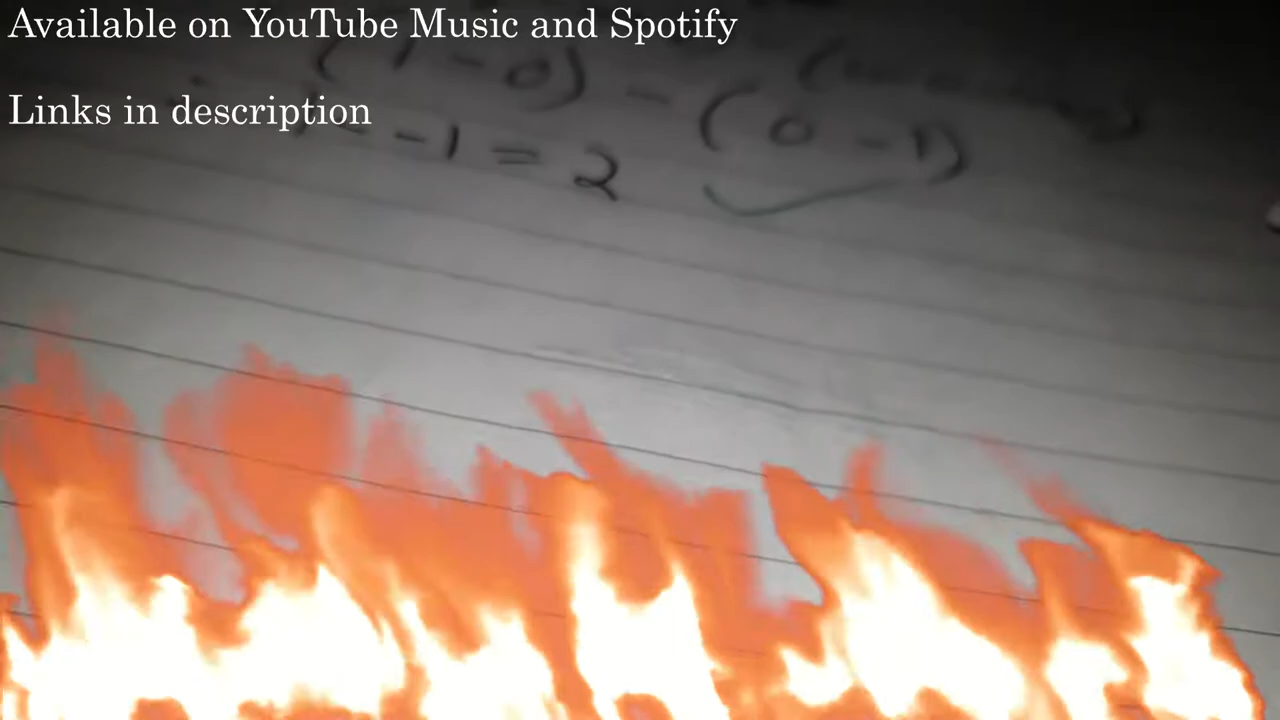 Available on YouTube Music and Spotify
(1 - 0) - (0 - 1)
Links in description
- -1 = 2